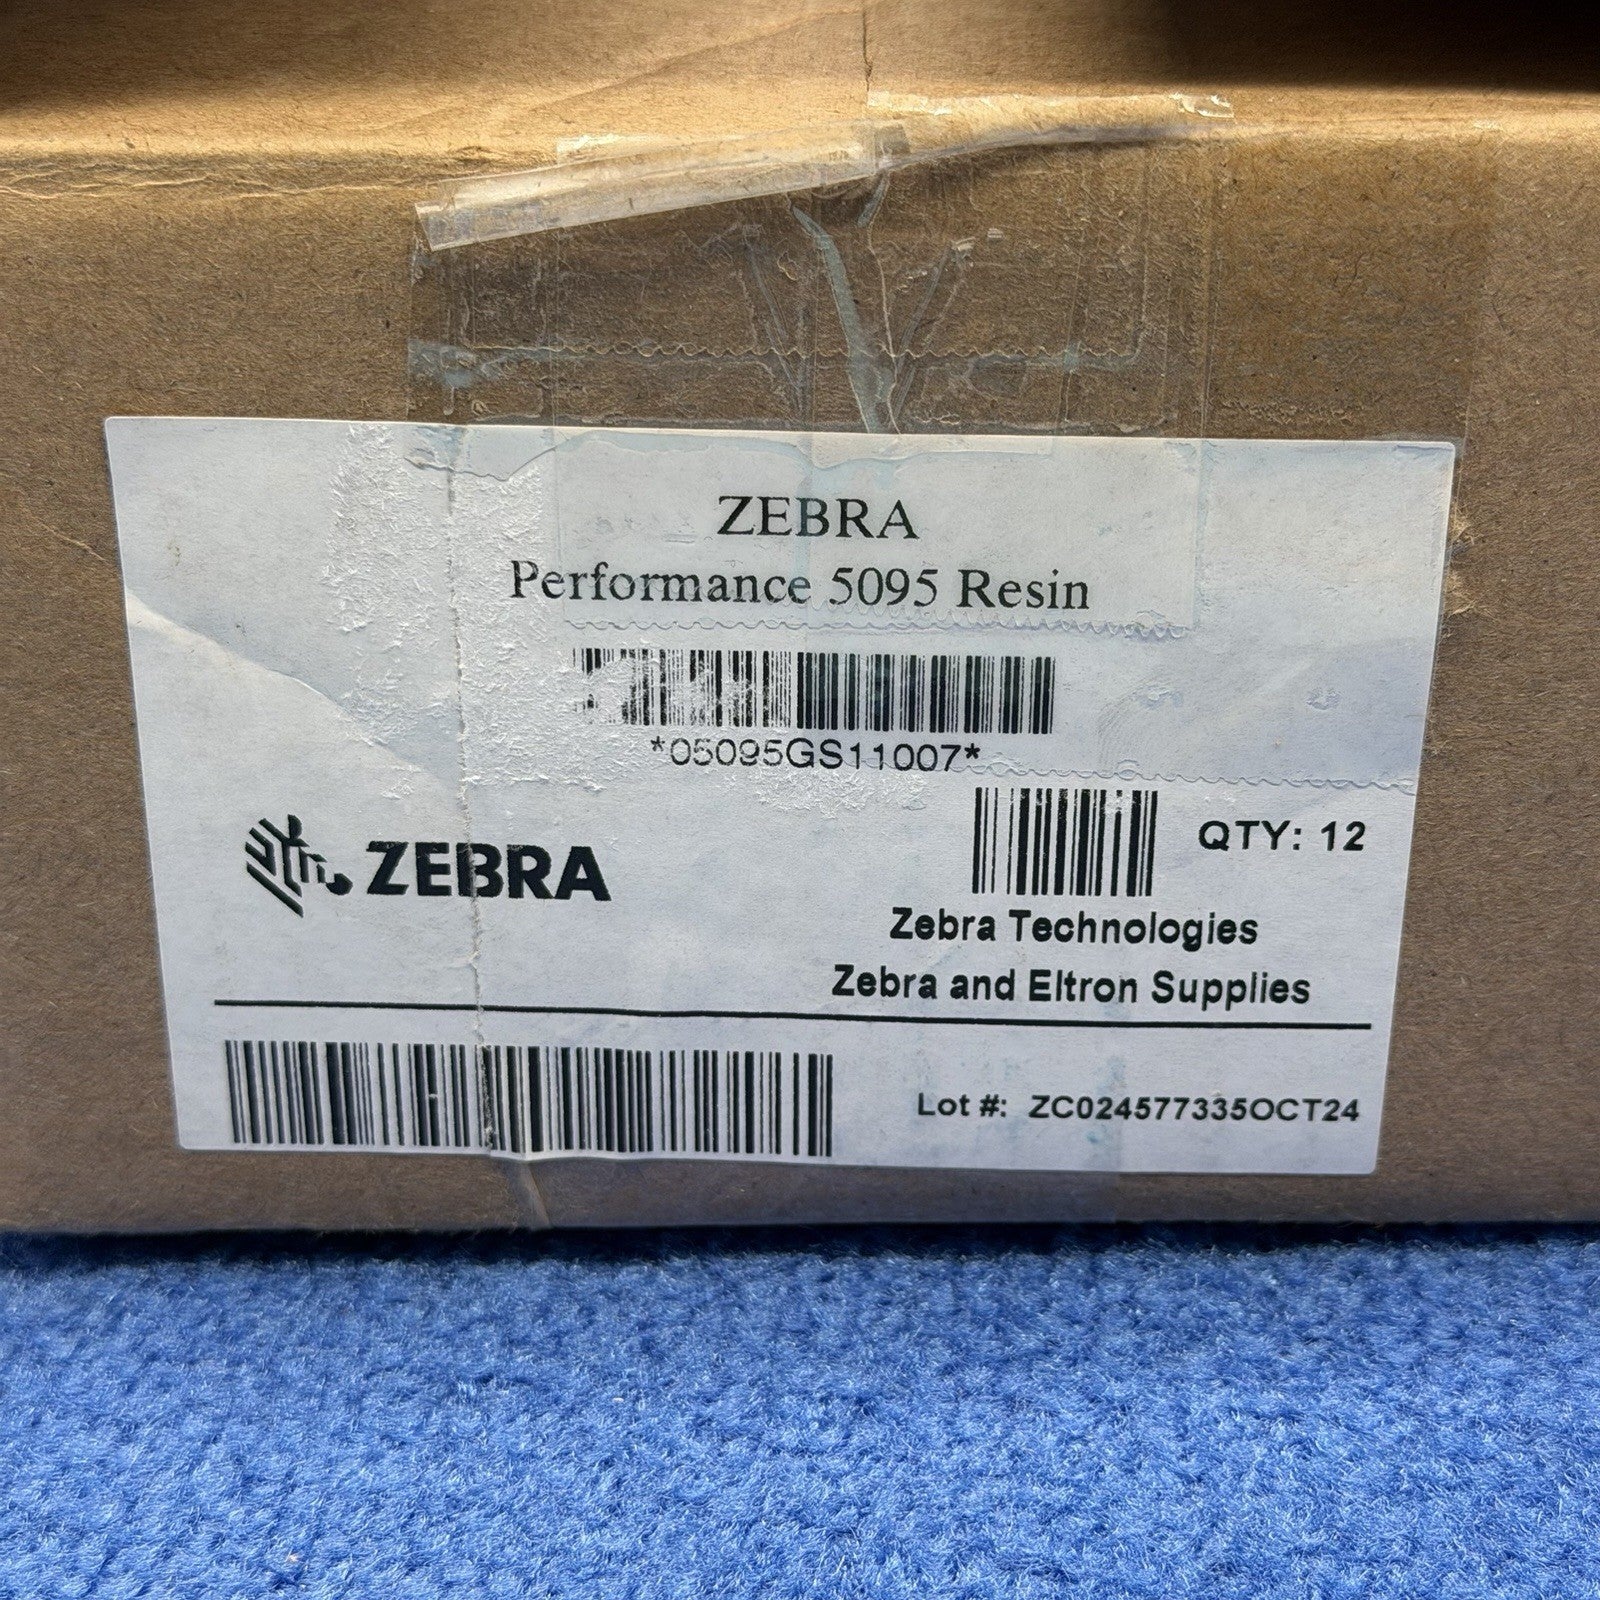 ZEBRA
Performance 5095 Resin
*05095GS11007*
ZEBRA
QTY: 12
Zebra Technologies
Zebra and Eltron Supplies
Lot #: ZC024577335OCT24